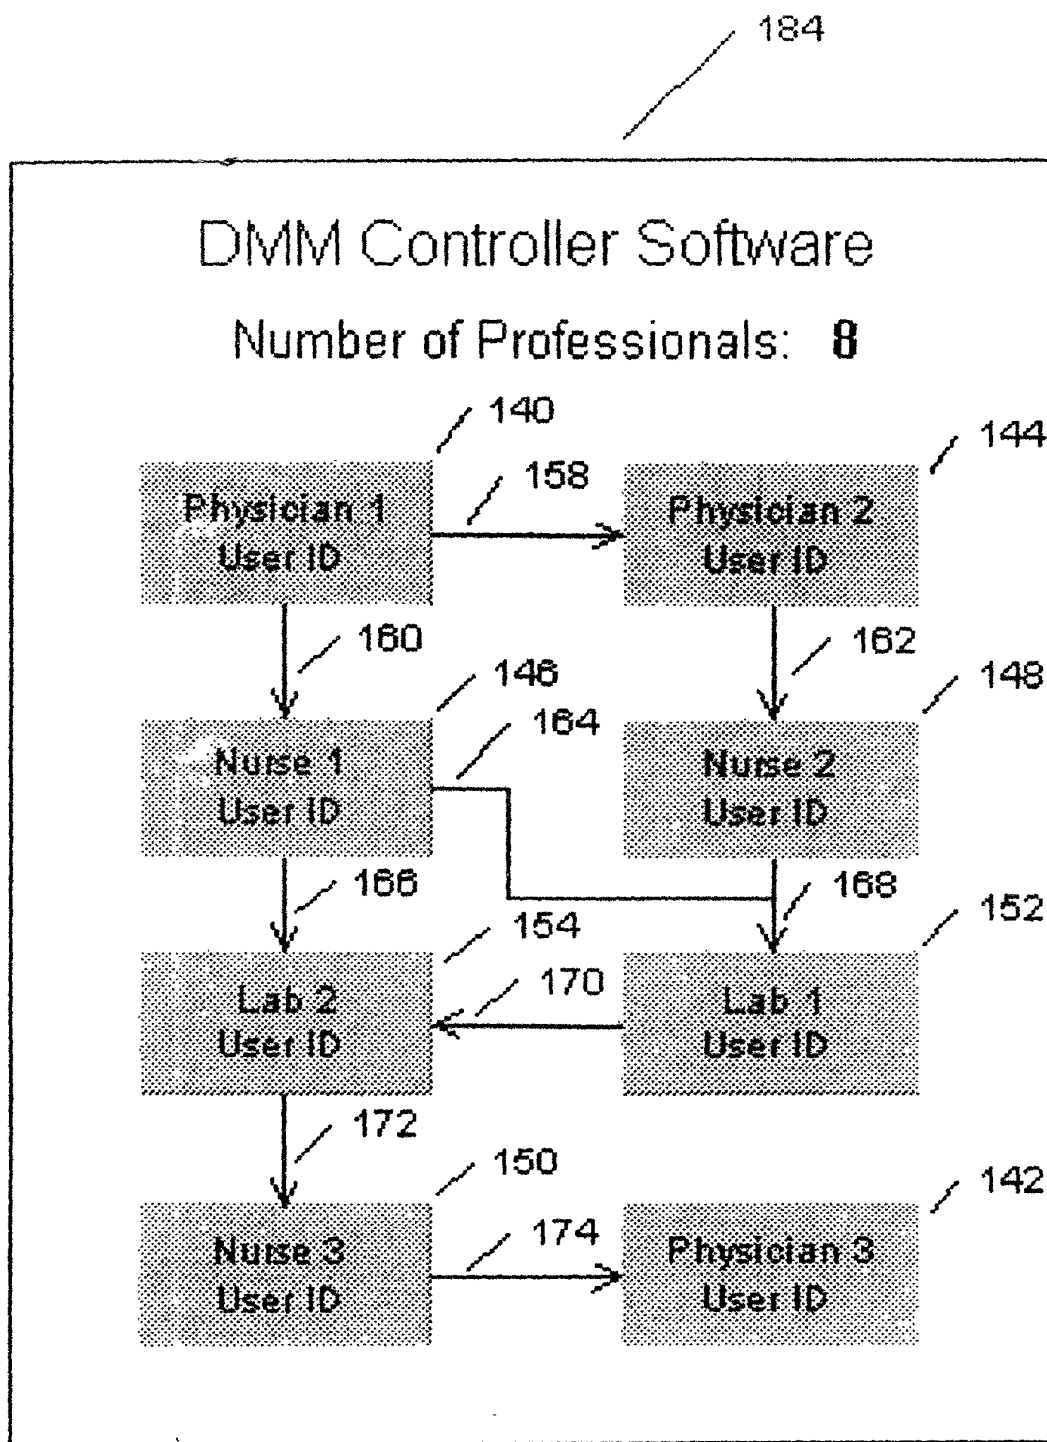 184
DMM Controller Software
Number of Professionals: 8
140
144
158
Physician 1
User ID
Physician 2
User ID
160
162
146
148
164
Nurse 1
User ID
Nurse 2
User ID
166
168
152
154
170
Lab 2
User ID
Lab 1
User ID
172
150
142
174
Nurse 3
User ID
Physician 3
User ID